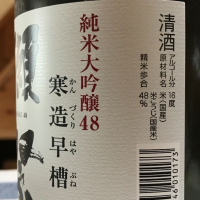 純米大吟醸48
寒造早槽
かんづくり はやぶね
清酒
アルコール分 16度
原材料名 米(国産)
米こうじ(国産米)
精米歩合 48%
46010173